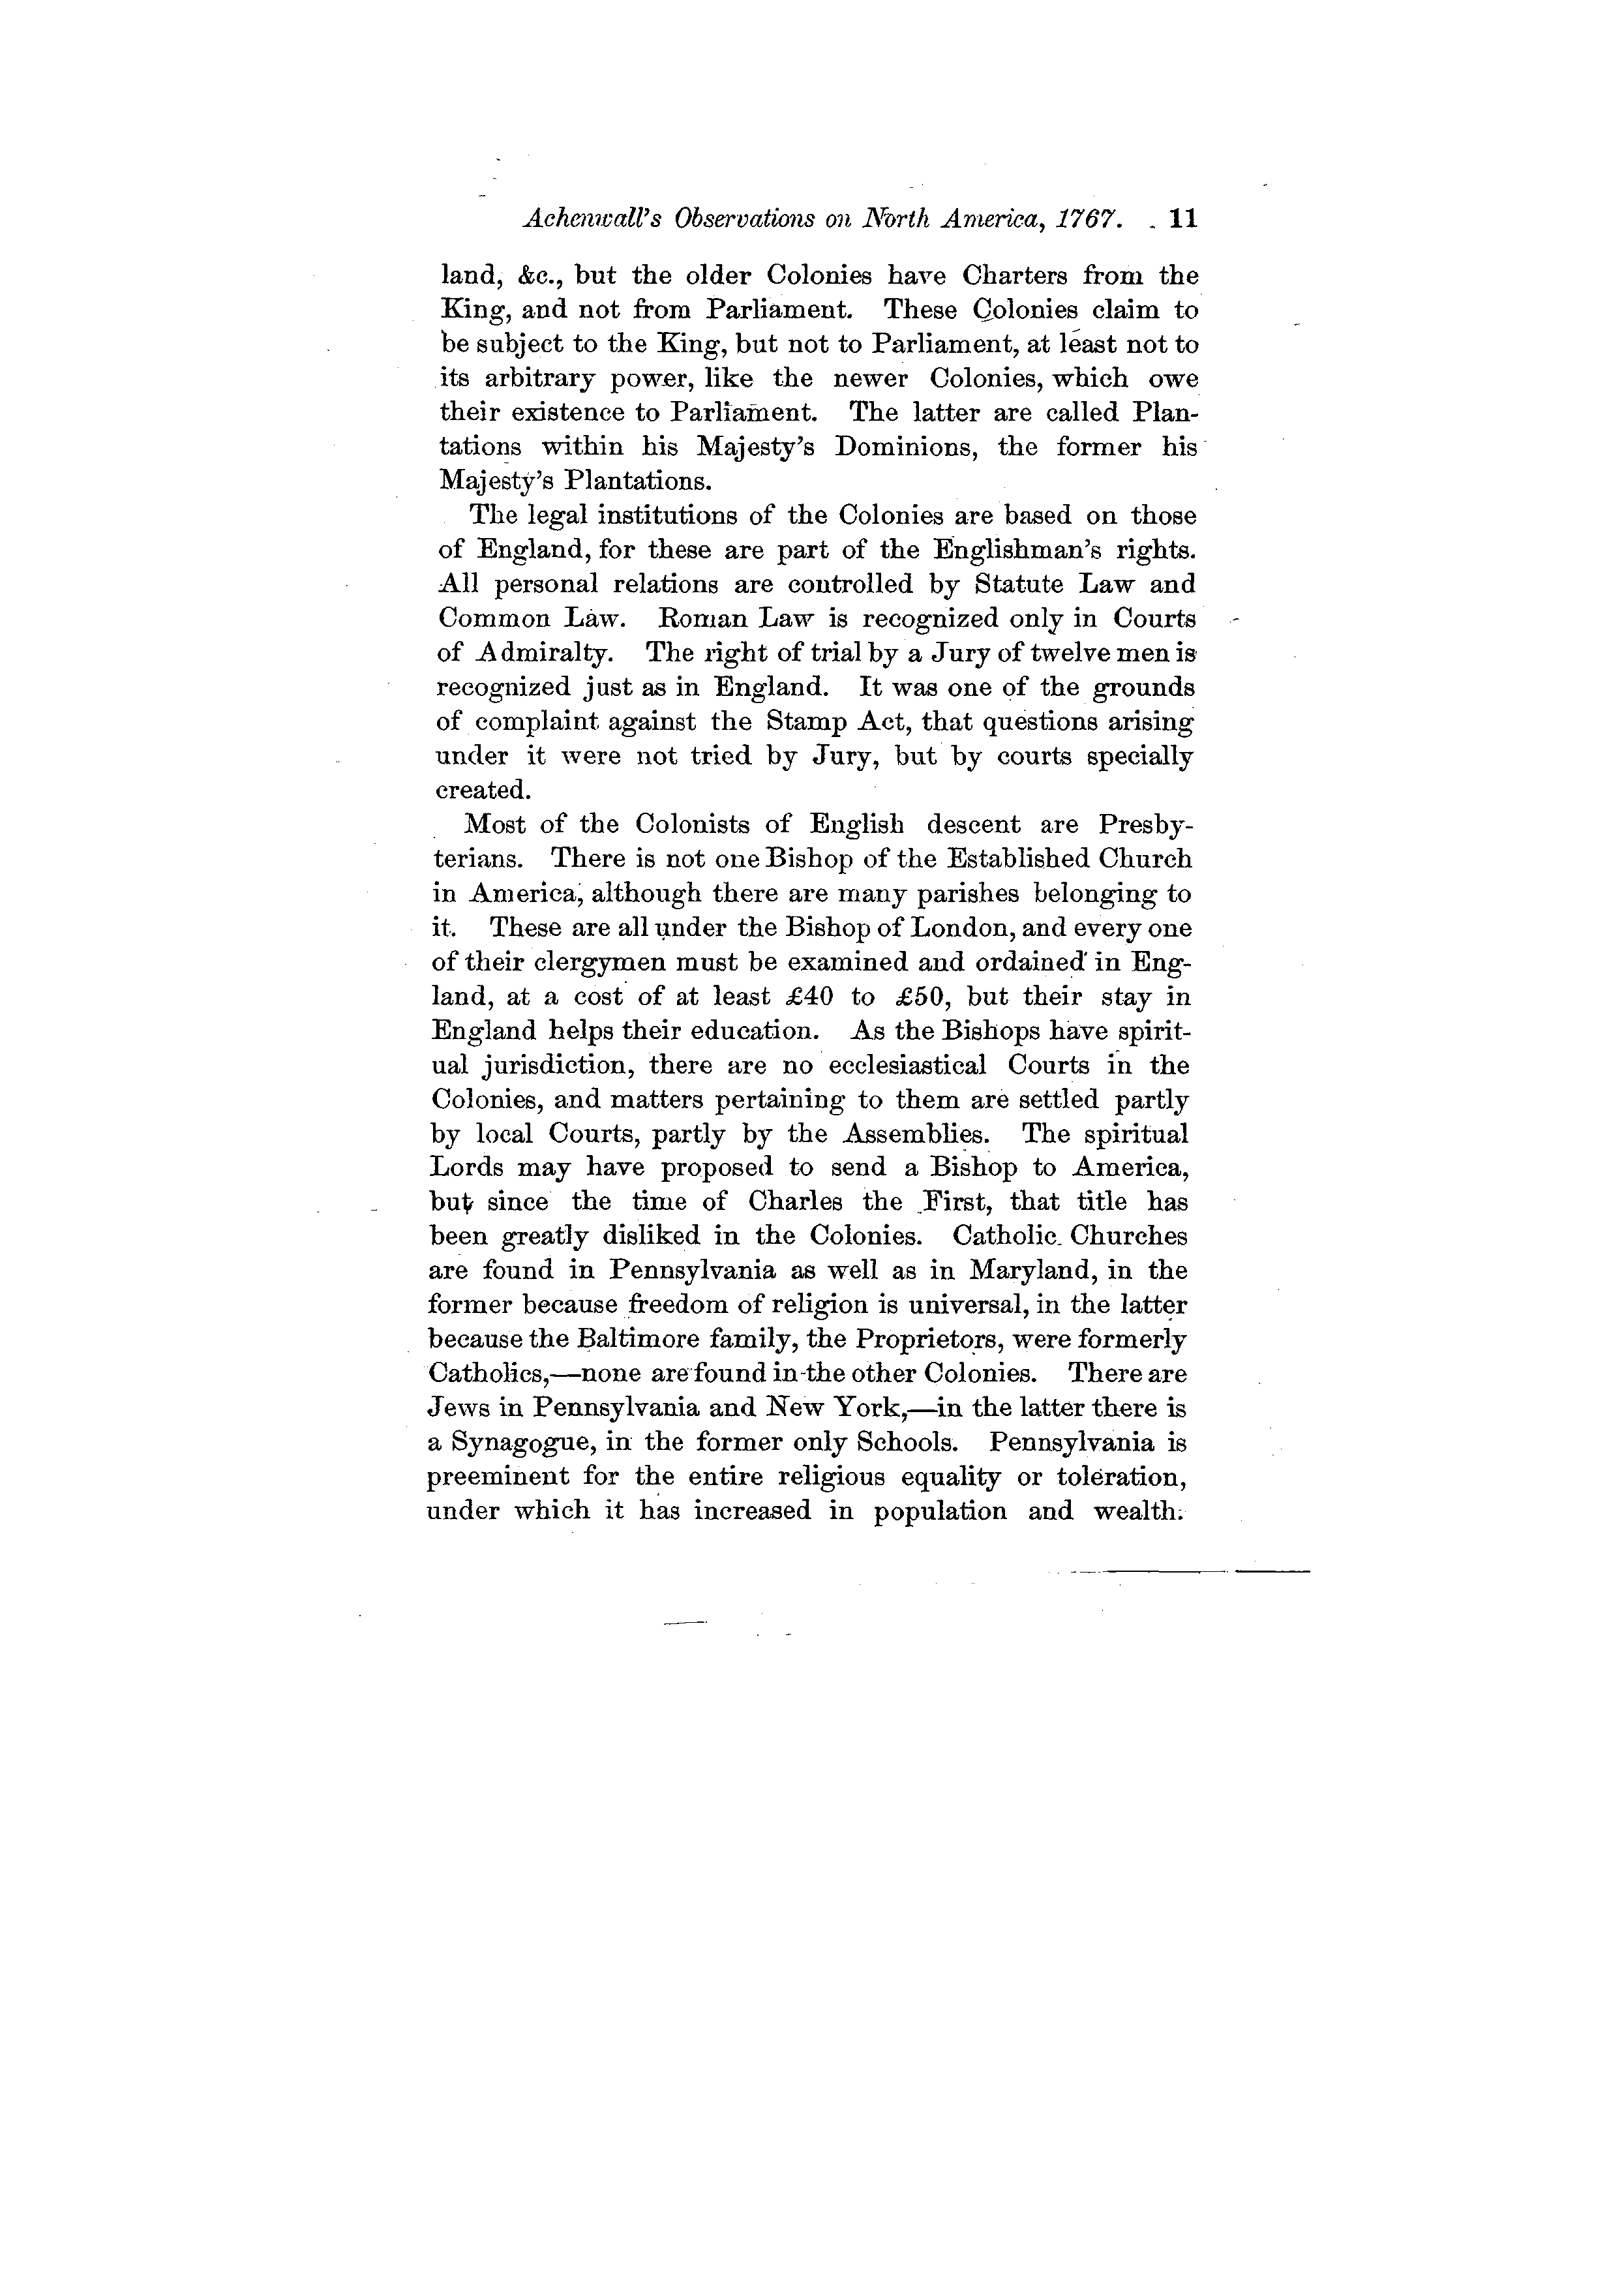 Achenwall's Observations on North America, 1767. 11
land, &c., but the older Colonies have Charters from the
King, and not from Parliament. These Colonies claim to
be subject to the King, but not to Parliament, at least not to
its arbitrary power, like the newer Colonies, which owe
their existence to Parliament. The latter are called Plan-
tations within his Majesty's Dominions, the former his
Majesty's Plantations.
The legal institutions of the Colonies are based on those
of England, for these are part of the Englishman's rights.
All personal relations are controlled by Statute Law and
Common Law. Roman Law is recognized only in Courts
of Admiralty. The right of trial by a Jury of twelve men is
recognized just as in England. It was one of the grounds
of complaint against the Stamp Act, that questions arising
under it were not tried by Jury, but by courts specially
created.
Most of the Colonists of English descent are Presby-
terians. There is not one Bishop of the Established Church
in America, although there are many parishes belonging to
it. These are all under the Bishop of London, and every one
of their clergymen must be examined and ordained in Eng-
land, at a cost of at least £40 to £50, but their stay in
England helps their education. As the Bishops have spirit-
ual jurisdiction, there are no ecclesiastical Courts in the
Colonies, and matters pertaining to them are settled partly
by local Courts, partly by the Assemblies. The spiritual
Lords may have proposed to send a Bishop to America,
but since the time of Charles the First, that title has
been greatly disliked in the Colonies. Catholic Churches
are found in Pennsylvania as well as in Maryland, in the
former because freedom of religion is universal, in the latter
because the Baltimore family, the Proprietors, were formerly
Catholics,—none are found in the other Colonies. There are
Jews in Pennsylvania and New York,—in the latter there is
a Synagogue, in the former only Schools. Pennsylvania is
preeminent for the entire religious equality or toleration,
under which it has increased in population and wealth.